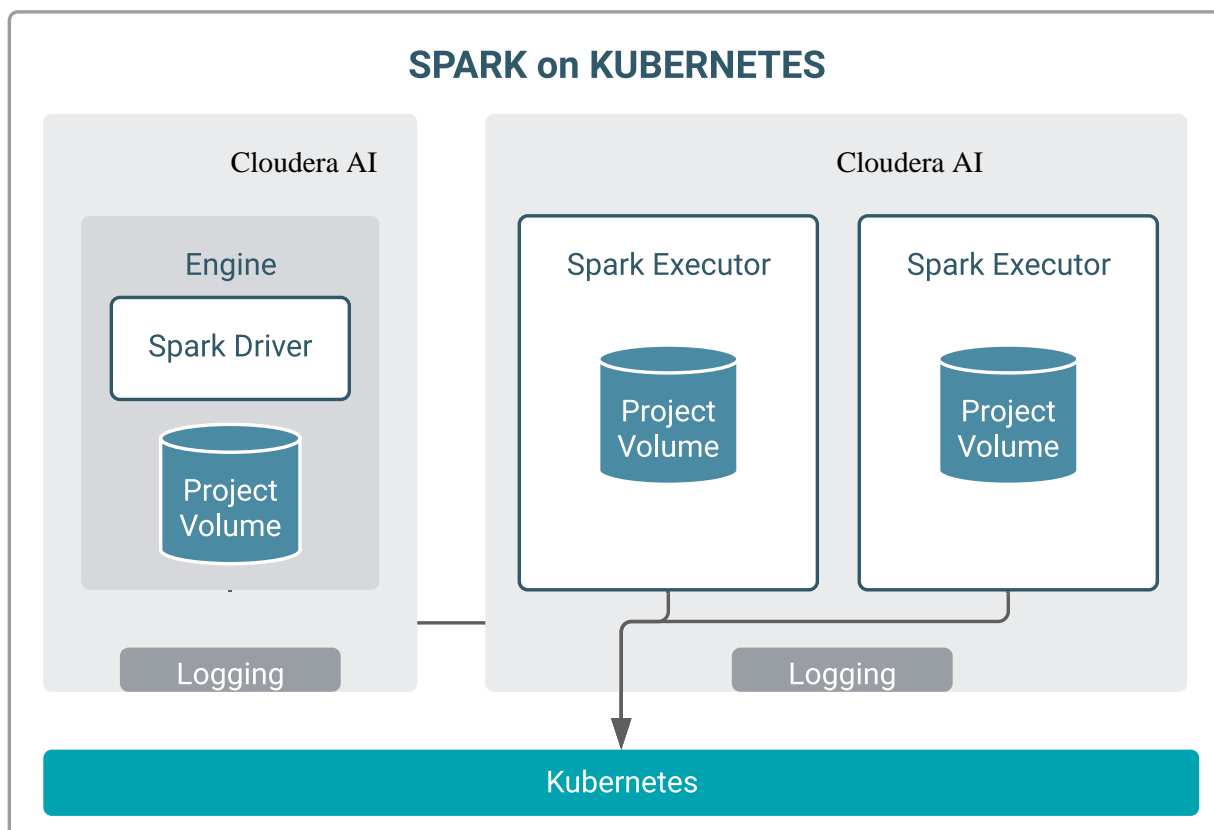 SPARK on KUBERNETES
Cloudera AI
Engine
Spark Driver
Project
Volume
Logging
Cloudera AI
Spark Executor
Project
Volume
Spark Executor
Project
Volume
Logging
Kubernetes